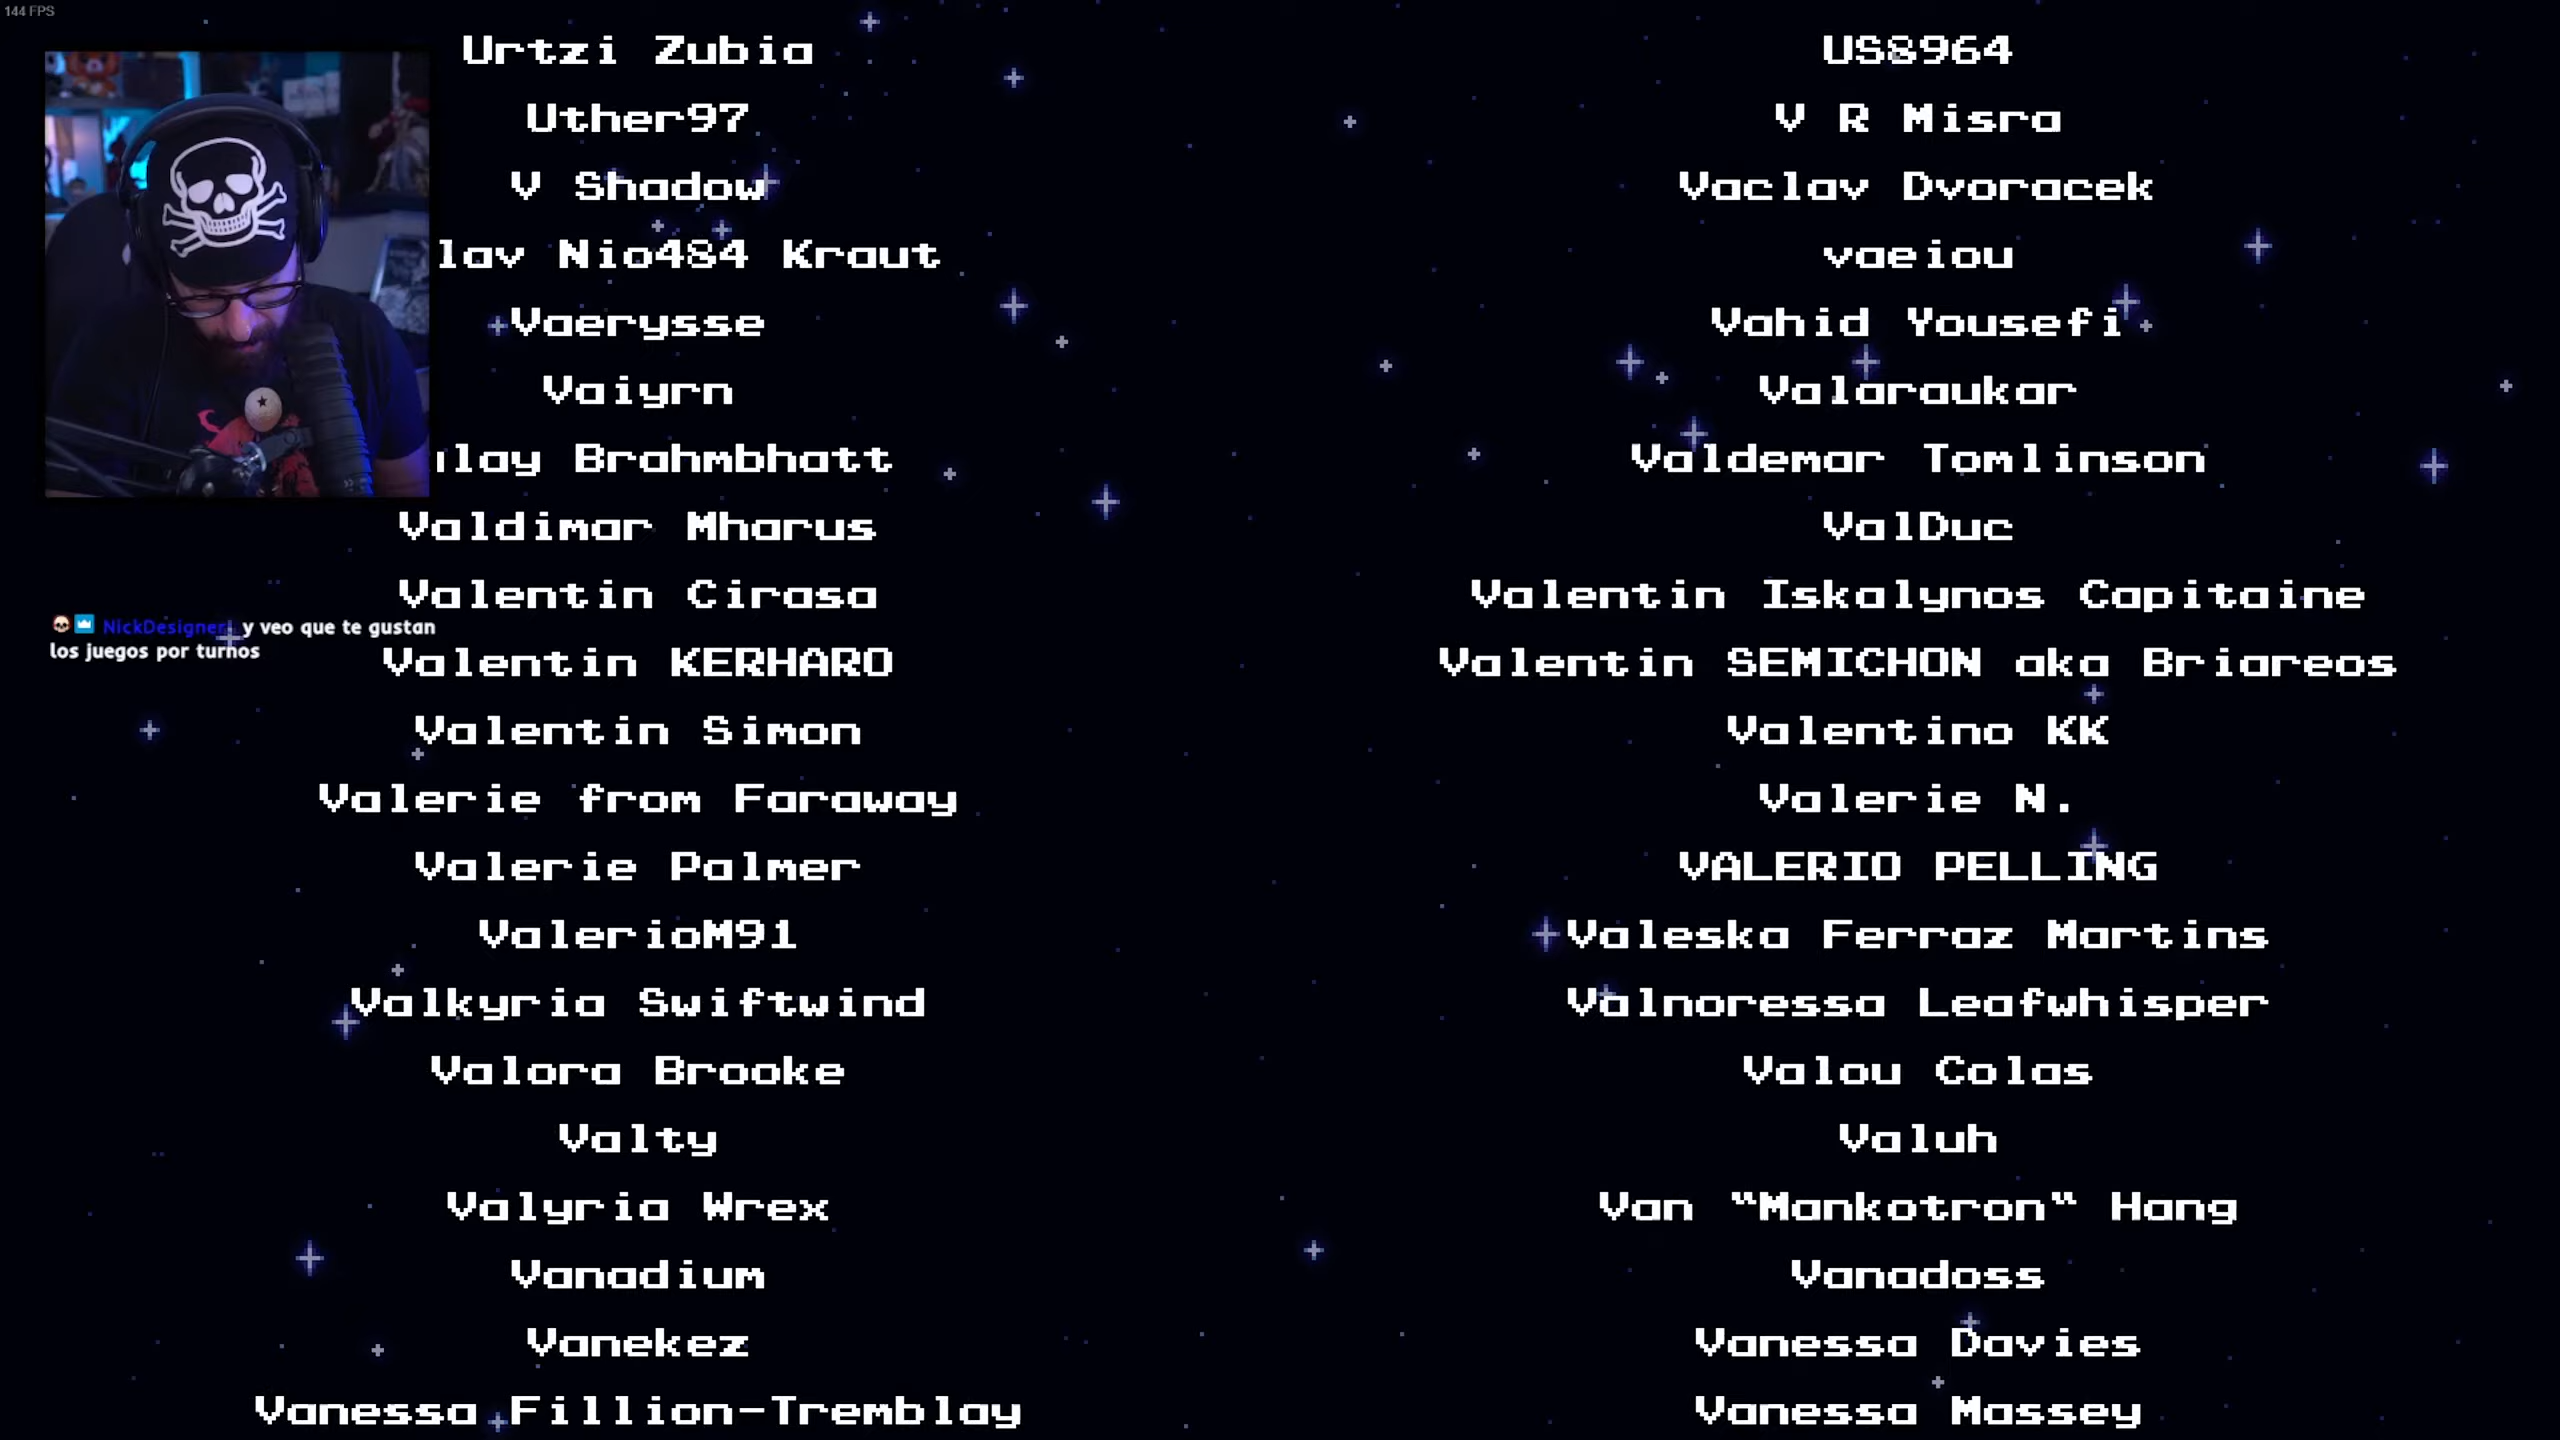 144 FPS
Urtzi Zubia
US8964
Uther97
V R Misra
V Shadow
Vaclav Dvoracek
Nio484 Kraut
vaeiou
Vaerysse
Vahid Yousefi
Vaiyrn
Valaraukar
Brahmbhatt
Valdemar Tomlinson
Valdimar Mharus
ValDuc
Valentin Cirasa
Valentin Iskalynos Capitaine
NickDesigner: y veo que te gustan
los juegos por turnos
Valentin KERHARO
Valentin SEMICHON aka Briareos
Valentin Simon
Valentino KK
Valerie from Faraway
Valerie N.
Valerie Palmer
VALERIO PELLING
ValerioM91
Valeska Ferraz Martins
Valkyria Swiftwind
Valnoressa Leafwhisper
Valora Brooke
Valou Colas
Valty
Valuh
Valyria Wrex
Van "Mankotron" Hang
Vanadium
Vanadoss
Vanekez
Vanessa Davies
Vanessa Fillion-Tremblay
Vanessa Massey